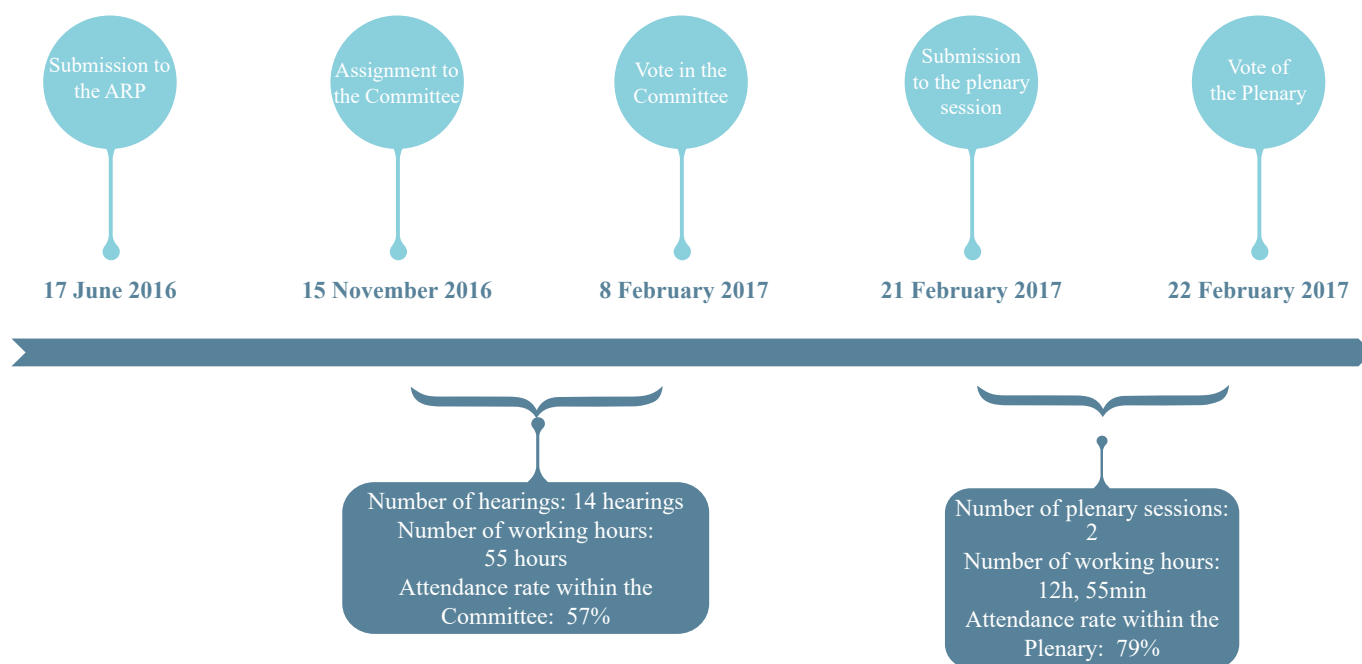 Submission to
the ARP
Assignment to
the Committee
Vote in the
Committee
Submission
to the plenary
session
Vote of
the Plenary
17 June 2016
15 November 2016
8 February 2017
21 February 2017
22 February 2017
Number of hearings: 14 hearings
Number of working hours:
55 hours
Attendance rate within the
Committee: 57%
Number of plenary sessions:
2
Number of working hours:
12h, 55min
Attendance rate within the
Plenary: 79%